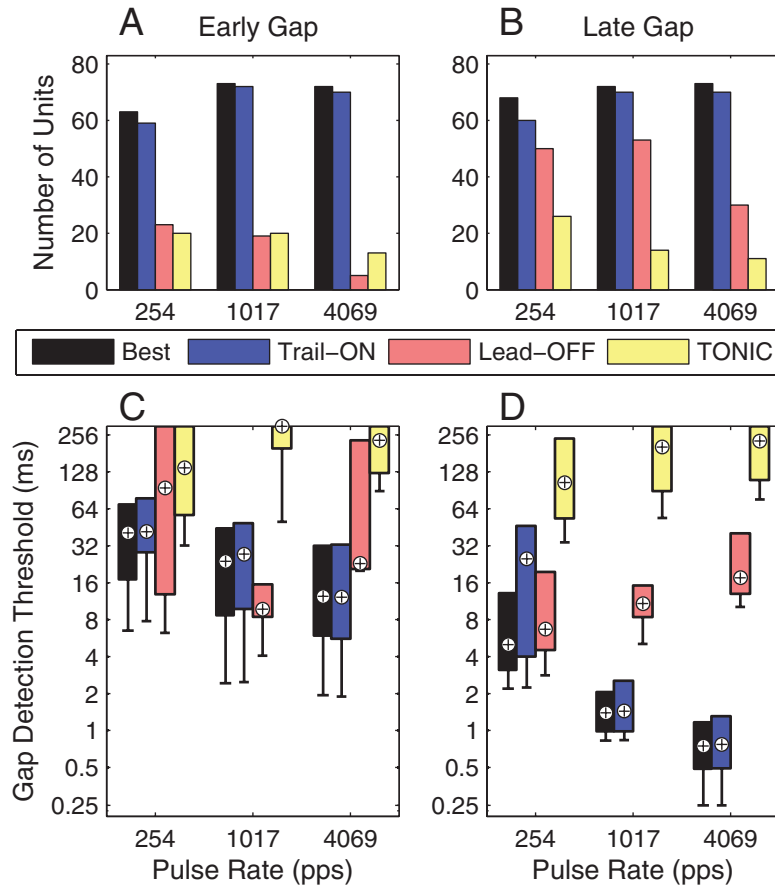 A Early Gap
B Late Gap
Number of Units
80
60
40
20
0
254 1017 4069
80
60
40
20
0
254 1017 4069
Best Trail-ON Lead-OFF TONIC
C
D
Gap Detection Threshold (ms)
256
128
64
32
16
8
4
2
1
0.5
0.25
254 1017 4069
Pulse Rate (pps)
256
128
64
32
16
8
4
2
1
0.5
0.25
254 1017 4069
Pulse Rate (pps)